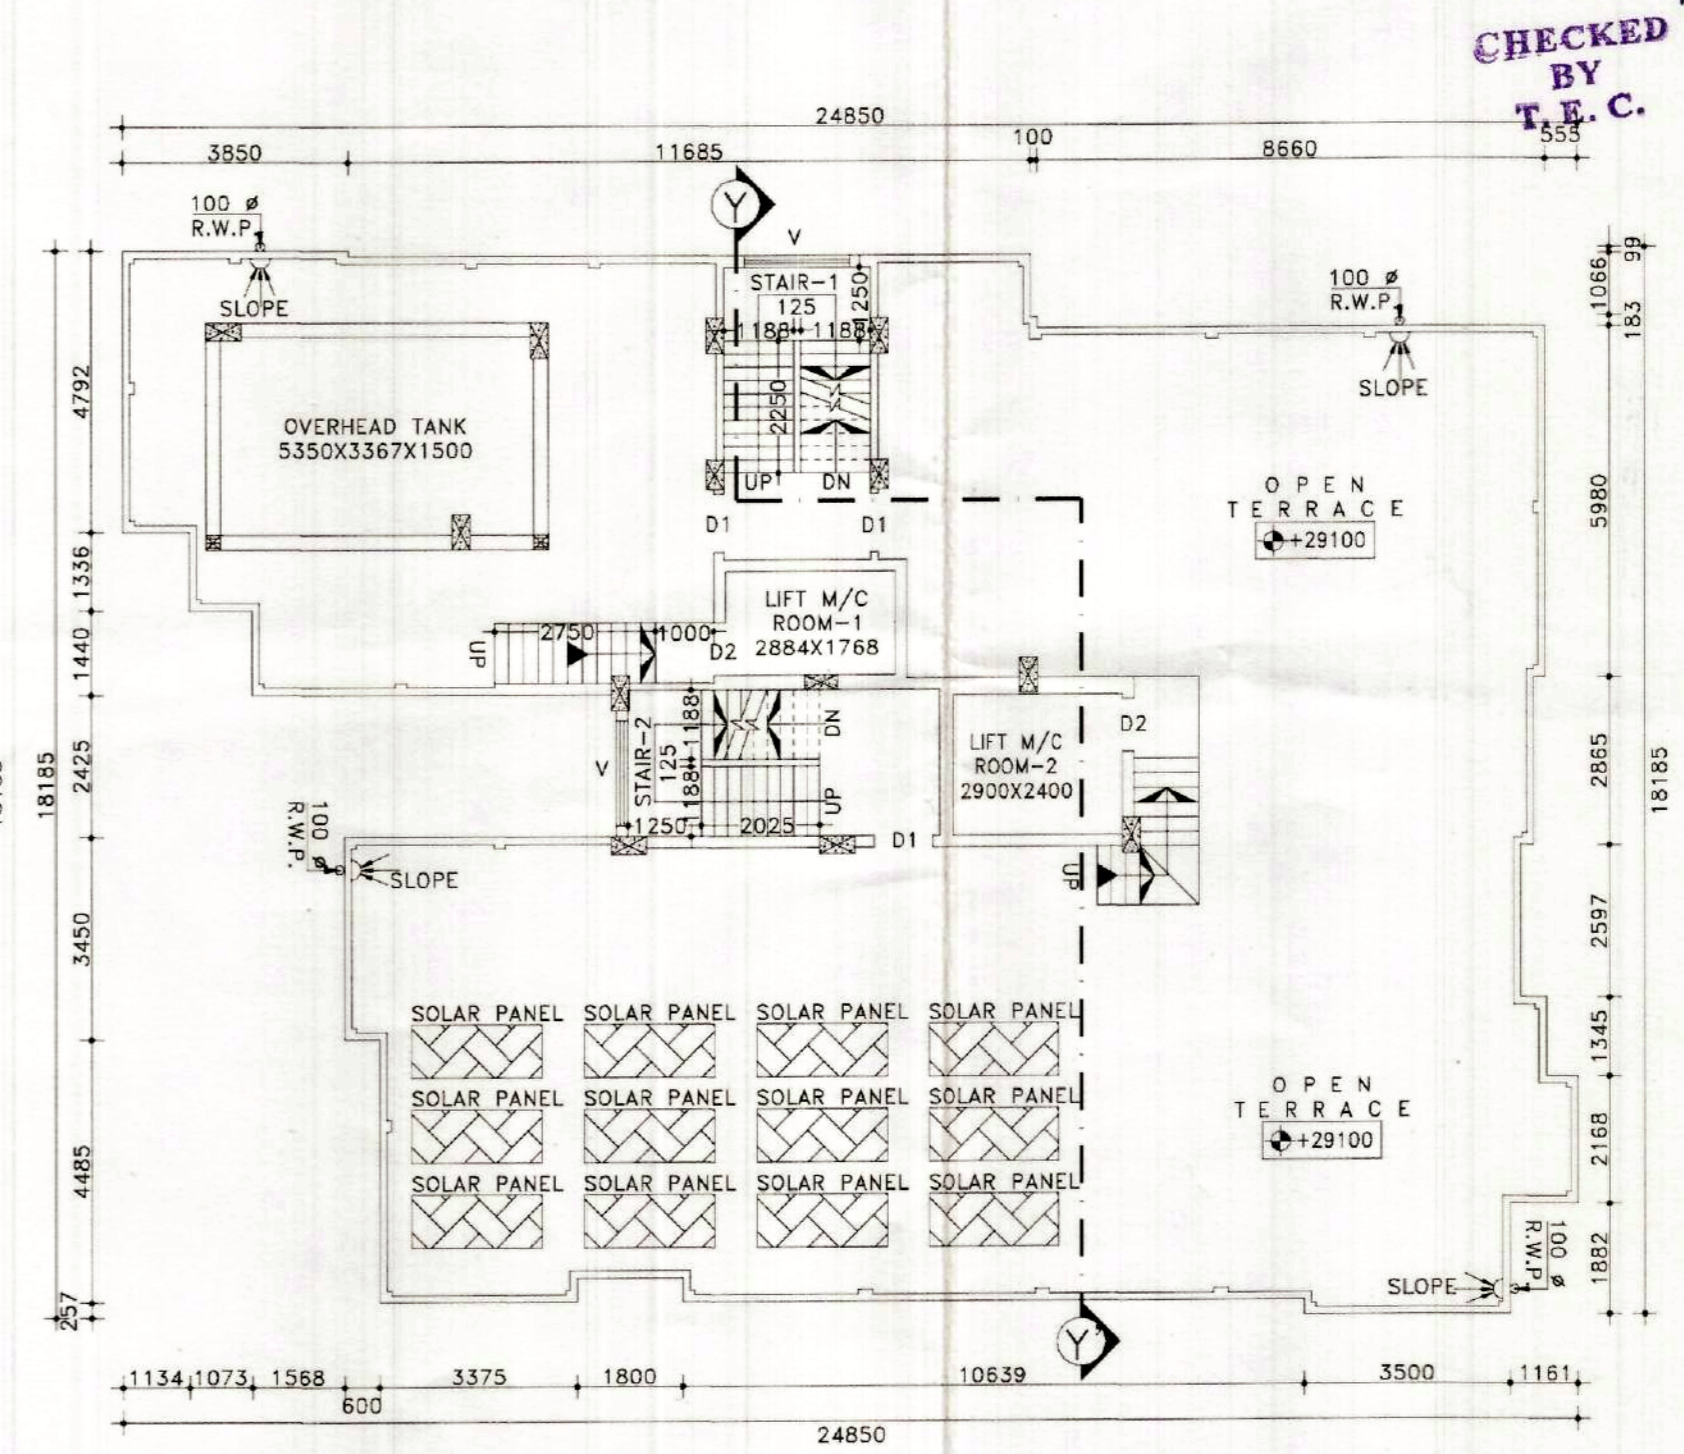 CHECKED
BY
T. E. C.
24850
3850
11685
100
8660
555
100 ø
R.W.P.
SLOPE
Y
V
STAIR-1
125
1250
1188
1188
2250
UP
DN
100 ø
R.W.P.
SLOPE
99
1066
183
OVERHEAD TANK
5350X3367X1500
4792
OPEN
TERRACE
+29100
5980
D1
D1
1336
LIFT M/C
ROOM-1
2884X1768
1440
UP
2750
1000
D2
STAIR-2
125
1188
1188
DN
UP
V
1250
2025
D1
LIFT M/C
ROOM-2
2900X2400
D2
UP
2425
18185
2865
18185
100 ø
R.W.P.
SLOPE
3450
2597
SOLAR PANEL SOLAR PANEL SOLAR PANEL SOLAR PANEL
1345
SOLAR PANEL SOLAR PANEL SOLAR PANEL SOLAR PANEL
OPEN
TERRACE
+29100
2168
4485
SOLAR PANEL SOLAR PANEL SOLAR PANEL SOLAR PANEL
1882
100 ø
R.W.P.
SLOPE
257
Y'
1134
1073
1568
600
3375
1800
10639
3500
1161
24850